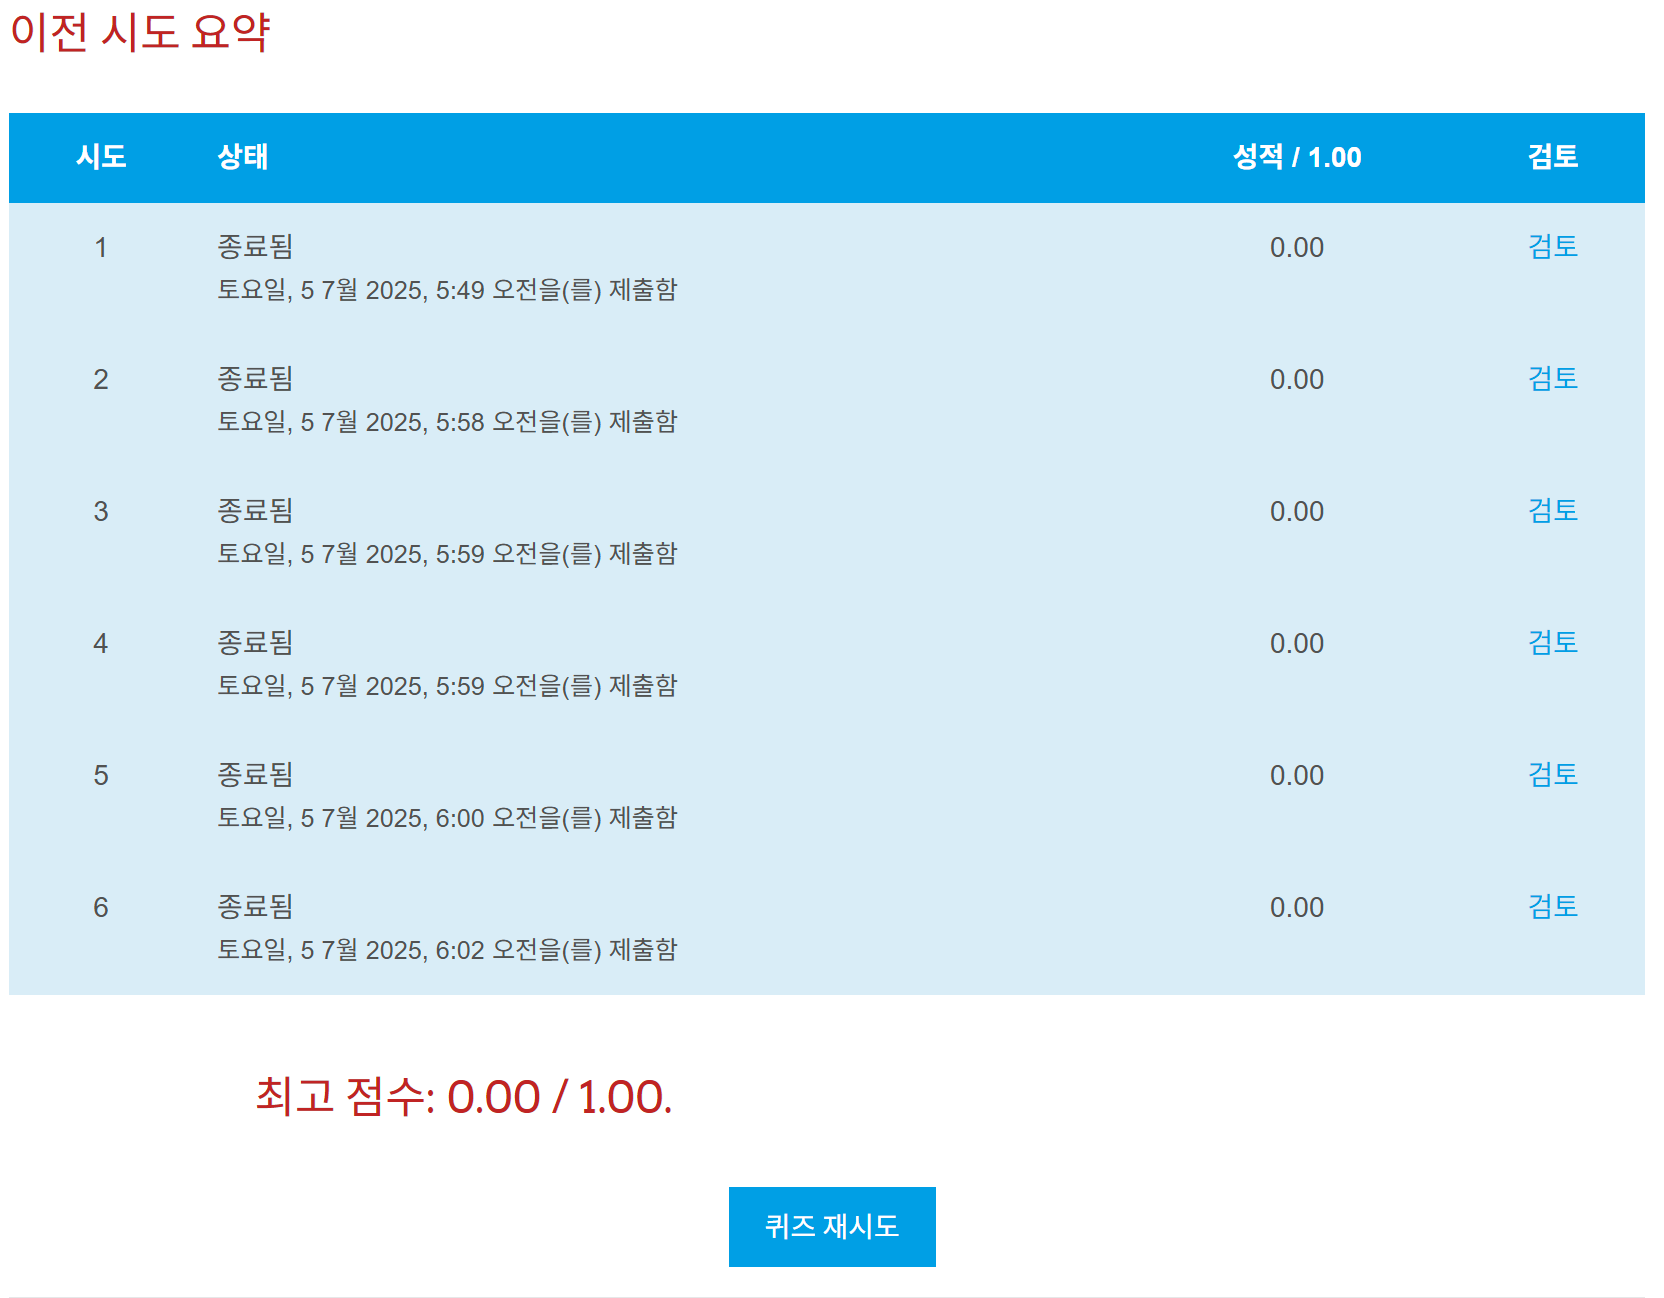 이전 시도 요약
시도 상태 성적 / 1.00 검토
1 종료됨 0.00 검토
토요일, 5 7월 2025, 5:49 오전을(를) 제출함
2 종료됨 0.00 검토
토요일, 5 7월 2025, 5:58 오전을(를) 제출함
3 종료됨 0.00 검토
토요일, 5 7월 2025, 5:59 오전을(를) 제출함
4 종료됨 0.00 검토
토요일, 5 7월 2025, 5:59 오전을(를) 제출함
5 종료됨 0.00 검토
토요일, 5 7월 2025, 6:00 오전을(를) 제출함
6 종료됨 0.00 검토
토요일, 5 7월 2025, 6:02 오전을(를) 제출함
최고 점수: 0.00 / 1.00.
퀴즈 재시도